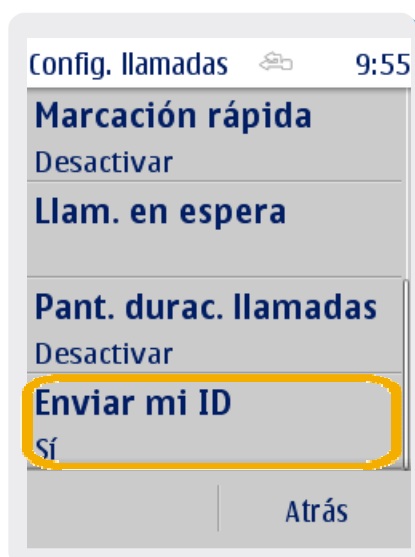 Config. llamadas 9:55
Marcación rápida
Desactivar
Llam. en espera
Pant. durac. llamadas
Desactivar
Enviar mi ID
Sí
Atrás